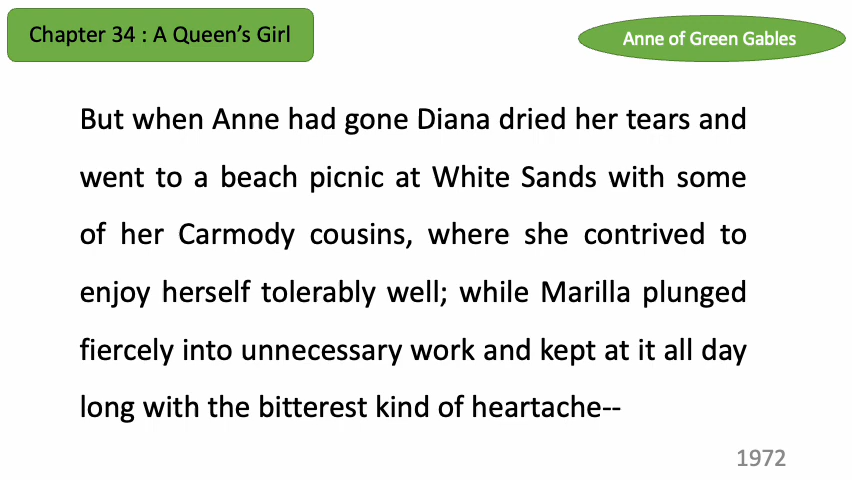 Chapter 34 : A Queen’s Girl
Anne of Green Gables
But when Anne had gone Diana dried her tears and
went to a beach picnic at White Sands with some
of her Carmody cousins, where she contrived to
enjoy herself tolerably well; while Marilla plunged
fiercely into unnecessary work and kept at it all day
long with the bitterest kind of heartache--
1972